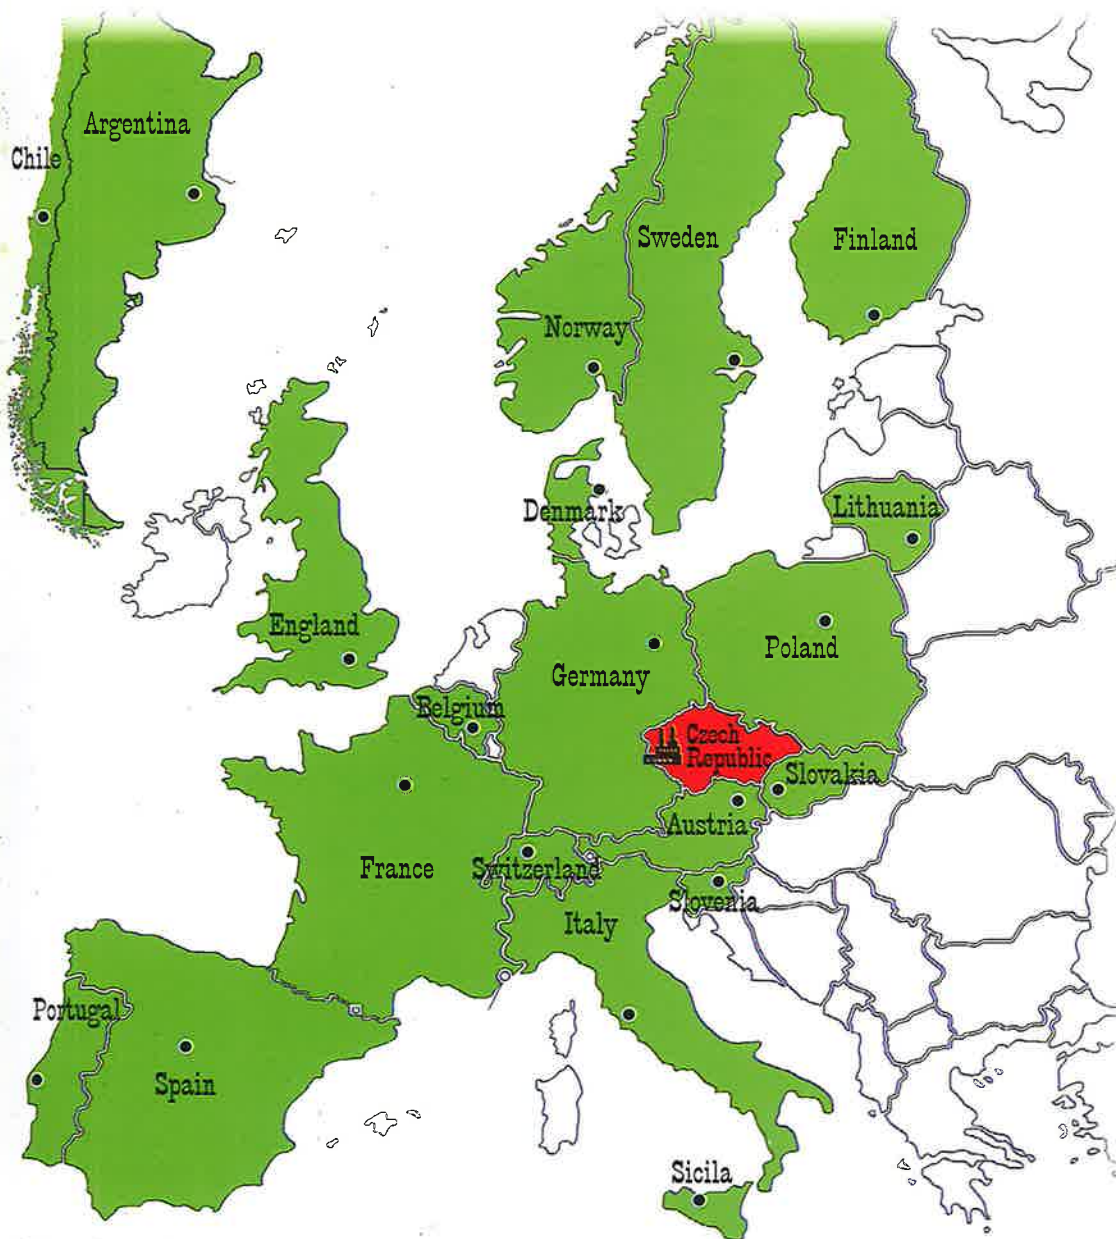 Argentina
Chile
Sweden
Finland
Norway
Denmark
Lithuania
England
Poland
Germany
Belgium
Czech
Republic
Slovakia
Austria
France
Switzerland
Slovenia
Italy
Portugal
Spain
Sicila